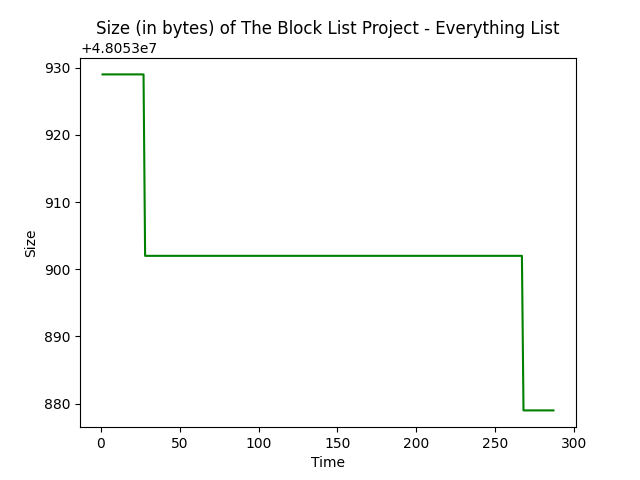 Size (in bytes) of The Block List Project - Everything List
+4.8053e7
930
920
910
900
890
880
Size
0 50 100 150 200 250 300
Time